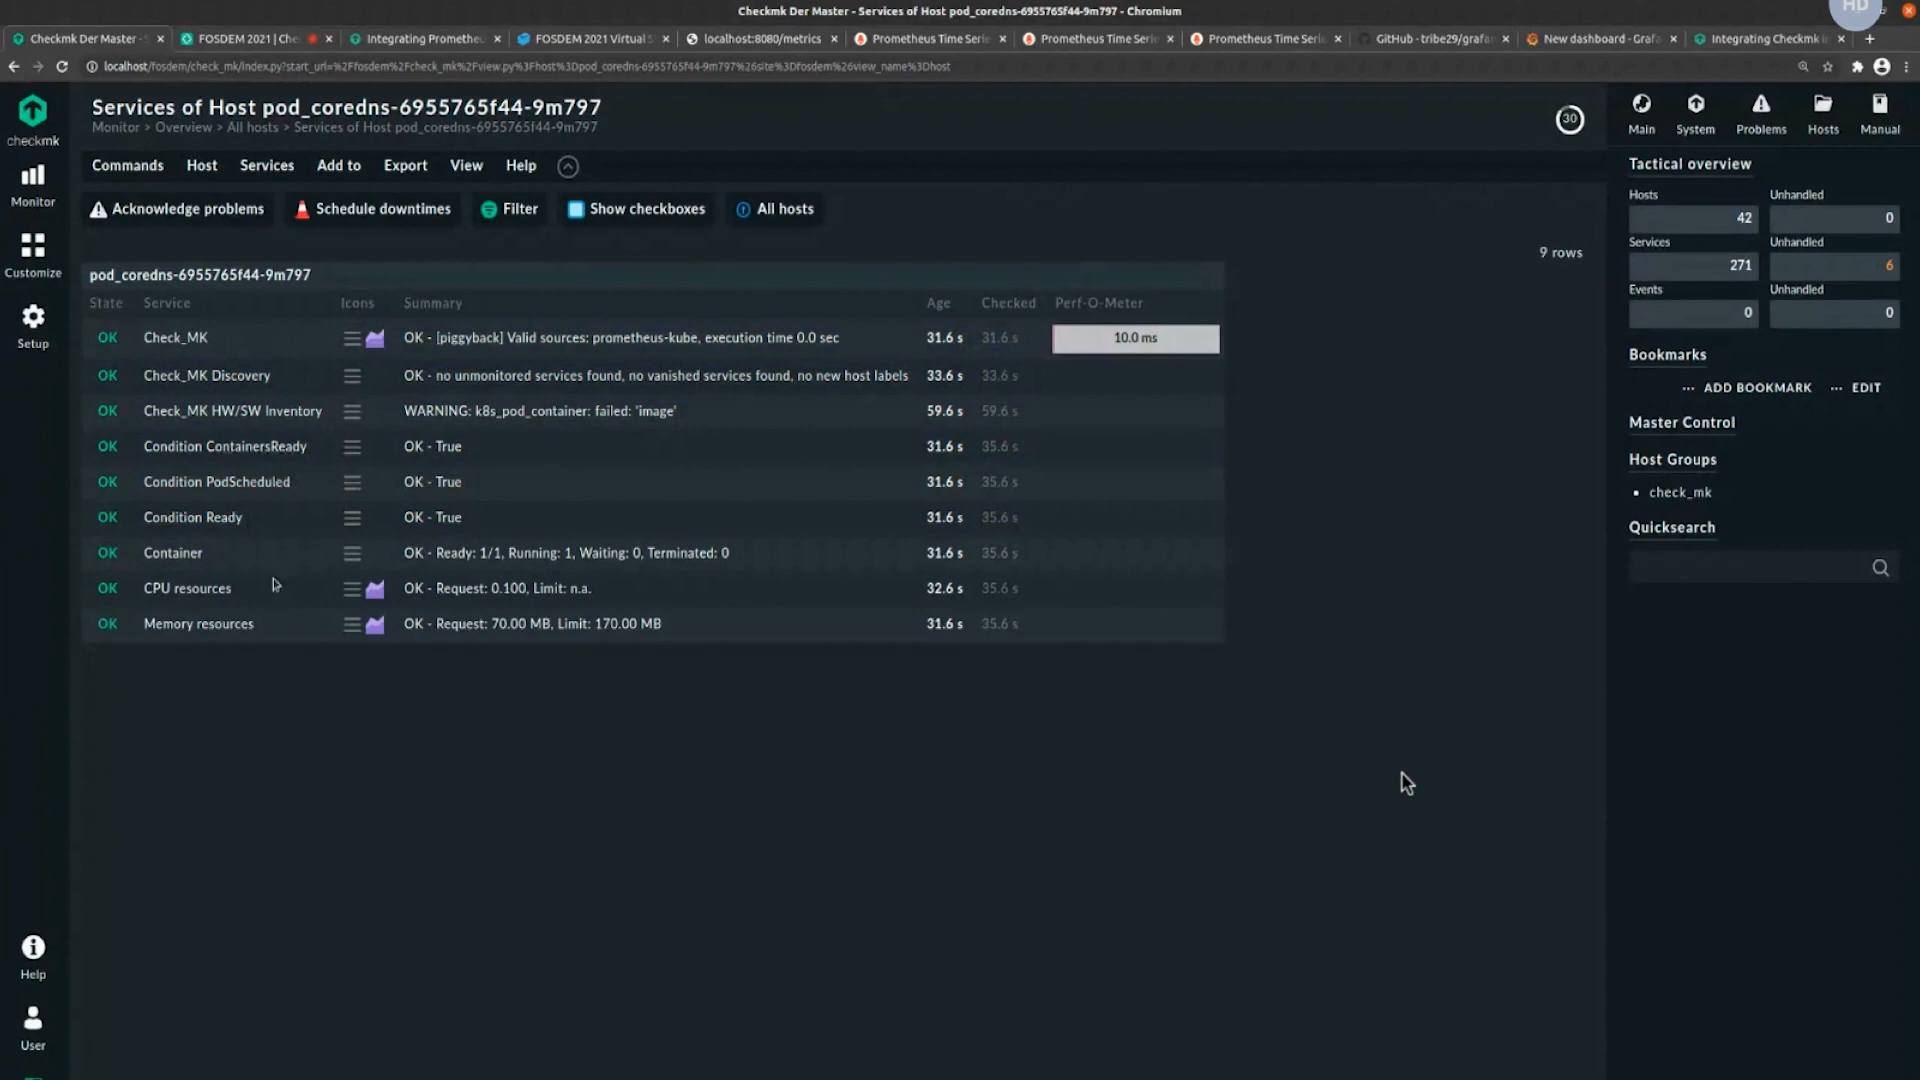 Checkmk Der Master - Services of Host pod_coredns-6955765f44-9m797 - Chromium
HD
Checkmk Der Master - S
FOSDEM 2021 | Che
Integrating Promethe
FOSDEM 2021 Virtual S
localhost:8080/metrics
Prometheus Time Serie
Prometheus Time Serie
Prometheus Time Serie
GitHub - tribe29/grafa
New dashboard - Grafa
Integrating Checkmk in
localhost/fosdem/check_mk/index.py?start_url=%2Ffosdem%2Fcheck_mk%2Fview.py%3Fhost%3Dpod_coredns-6955765f44-9m797%26site%3Dfosdem%26view_name%3Dhost
checkmk
Monitor
Customize
Setup
Help
User
Services of Host pod_coredns-6955765f44-9m797
Monitor > Overview > All hosts > Services of Host pod_coredns-6955765f44-9m797
30
Commands Host Services Add to Export View Help
Acknowledge problems Schedule downtimes Filter Show checkboxes All hosts
9 rows
pod_coredns-6955765f44-9m797
State Service Icons Summary Age Checked Perf-O-Meter
OK Check_MK OK - [piggyback] Valid sources: prometheus-kube, execution time 0.0 sec 31.6 s 31.6 s 10.0 ms
OK Check_MK Discovery OK - no unmonitored services found, no vanished services found, no new host labels 33.6 s 33.6 s
OK Check_MK HW/SW Inventory WARNING: k8s_pod_container: failed: 'image' 59.6 s 59.6 s
OK Condition ContainersReady OK - True 31.6 s 35.6 s
OK Condition PodScheduled OK - True 31.6 s 35.6 s
OK Condition Ready OK - True 31.6 s 35.6 s
OK Container OK - Ready: 1/1, Running: 1, Waiting: 0, Terminated: 0 31.6 s 35.6 s
OK CPU resources OK - Request: 0.100, Limit: n.a. 32.6 s 35.6 s
OK Memory resources OK - Request: 70.00 MB, Limit: 170.00 MB 31.6 s 35.6 s
Main System Problems Hosts Manual
Tactical overview
Hosts Unhandled
42 0
Services Unhandled
271 6
Events Unhandled
0 0
Bookmarks
... ADD BOOKMARK ... EDIT
Master Control
Host Groups
• check_mk
Quicksearch